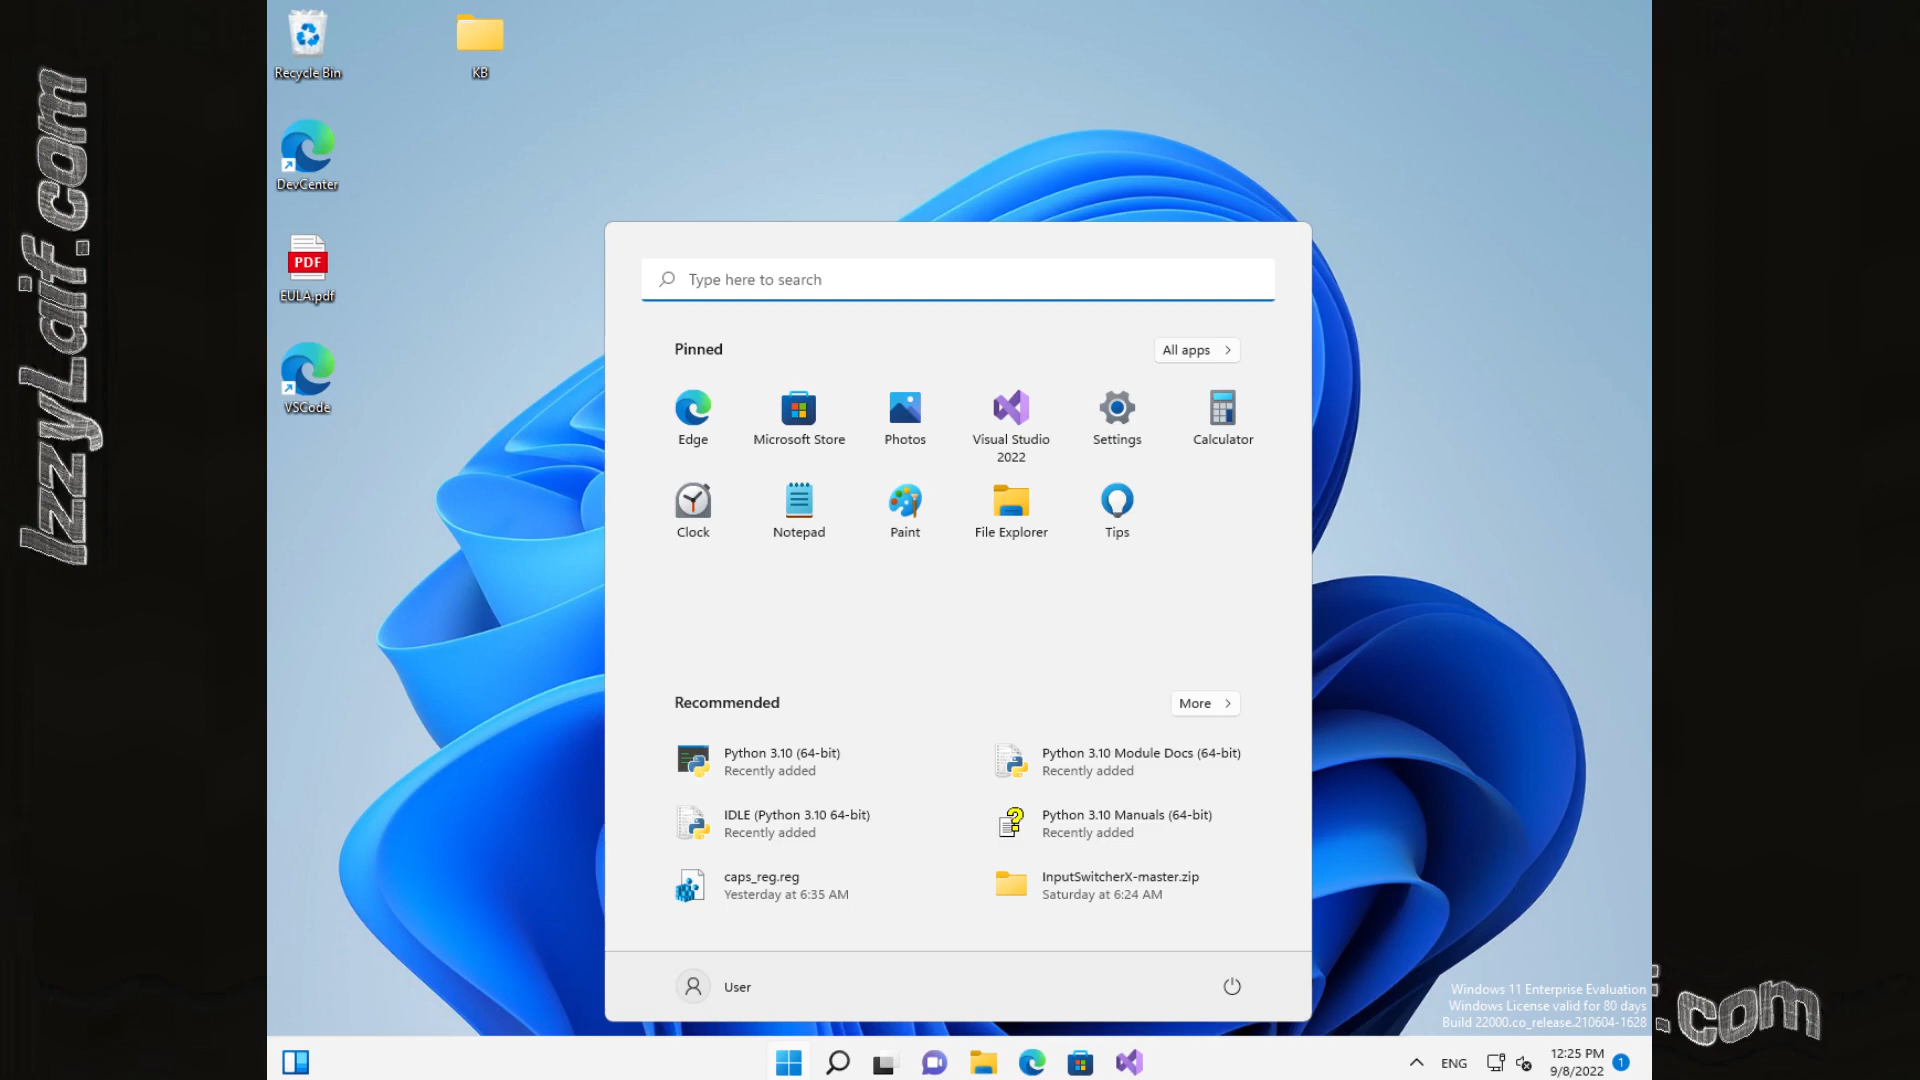 IzzyLaif.com
Recycle Bin
KB
DevCenter
PDF
EULA.pdf
VSCode
Type here to search
Pinned
All apps
Edge
Microsoft Store
Photos
Visual Studio
2022
Settings
Calculator
Clock
Notepad
Paint
File Explorer
Tips
Recommended
More
Python 3.10 (64-bit)
Recently added
Python 3.10 Module Docs (64-bit)
Recently added
IDLE (Python 3.10 64-bit)
Recently added
Python 3.10 Manuals (64-bit)
Recently added
caps_reg.reg
Yesterday at 6:35 AM
InputSwitcherX-master.zip
Saturday at 6:24 AM
User
Windows 11 Enterprise Evaluation
Windows License valid for 80 days
Build 22000.co_release.210604-1628
.com
ENG
12:25 PM
9/8/2022
1